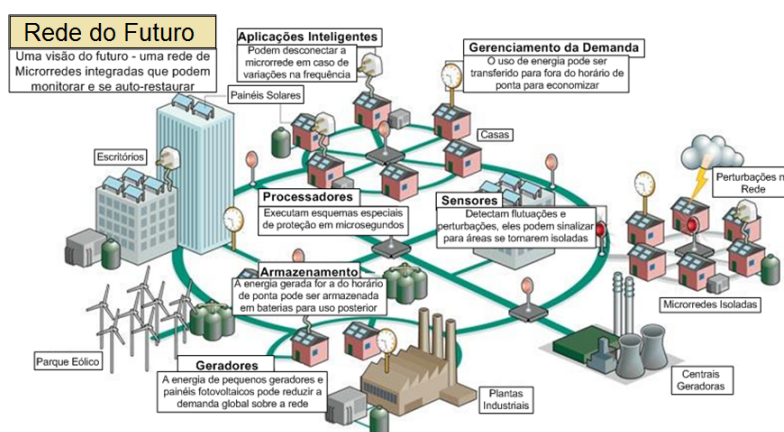 Rede do Futuro
Uma visão do futuro - uma rede de
Microrredes integradas que podem
monitorar e se auto-restaurar
Aplicações Inteligentes
Podem desconectar a
microrrede em caso de
variações na frequência
Gerenciamento da Demanda
O uso de energia pode ser
transferido para fora do horário de
ponta para economizar
Painéis Solares
Casas
Escritórios
Perturbações n
Rede
Processadores
Executam esquemas especiais
de proteção em microsegundos
Sensores
Detectam flutuações e
perturbações, eles podem sinalizar
para áreas se tornarem isoladas
Armazenamento
A energia gerada for a do horário
de ponta pode ser armazenada
em baterias para uso posterior
Microrredes Isoladas
Parque Eólico
Geradores
A energia de pequenos geradores e
painéis fotovoltaicos pode reduzir a
demanda global sobre a rede
Plantas
Industriais
Centrais
Geradoras